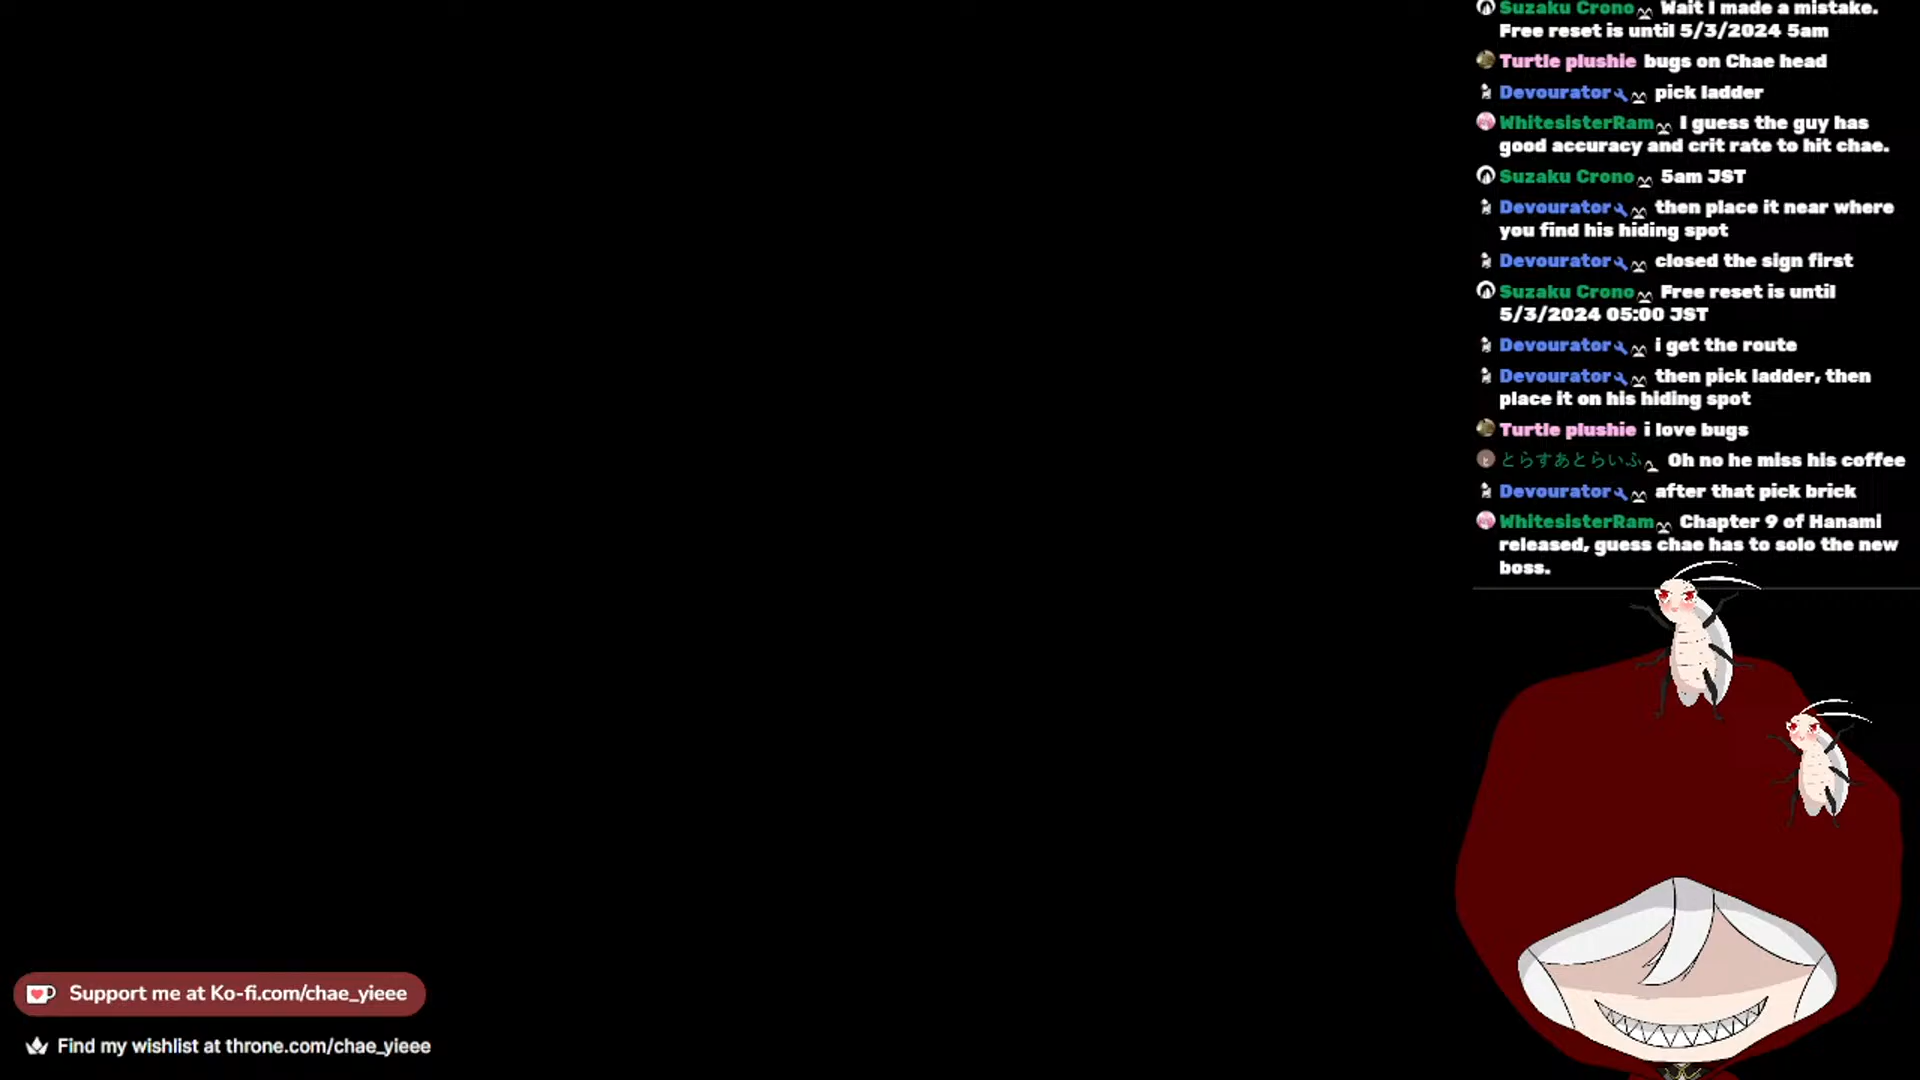 Suzaku Crono Wait I made a mistake.
Free reset is until 5/3/2024 5am
Turtle plushie bugs on Chae head
Devourator pick ladder
WhitesisterRam I guess the guy has
good accuracy and crit rate to hit chae.
Suzaku Crono 5am JST
Devourator then place it near where
you find his hiding spot
Devourator closed the sign first
Suzaku Crono Free reset is until
5/3/2024 05:00 JST
Devourator i get the route
Devourator then pick ladder, then
place it on his hiding spot
Turtle plushie i love bugs
とらすあとらいふ Oh no he miss his coffee
Devourator after that pick brick
WhitesisterRam Chapter 9 of Hanami
released, guess chae has to solo the new
boss.
Support me at Ko-fi.com/chae_yieee
Find my wishlist at throne.com/chae_yieee